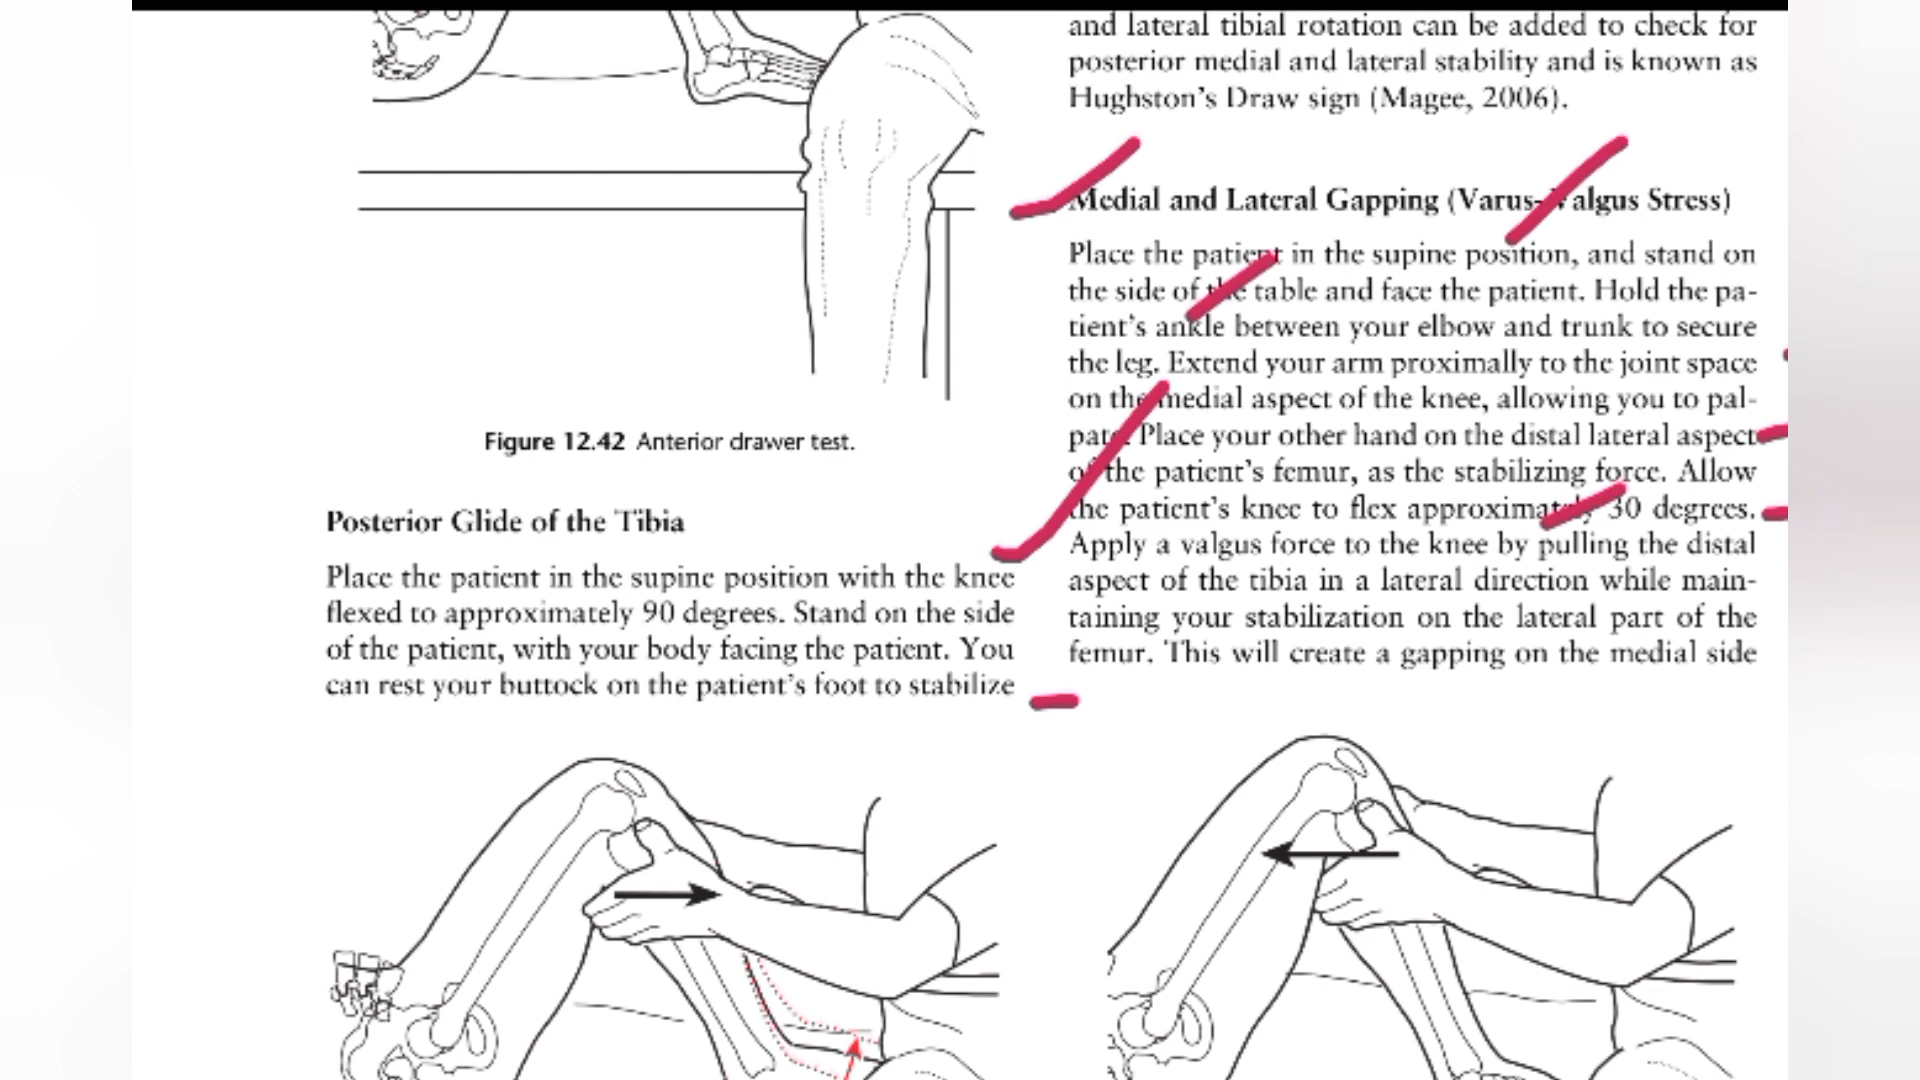 Figure 12.42 Anterior drawer test.
Posterior Glide of the Tibia
Place the patient in the supine position with the knee
flexed to approximately 90 degrees. Stand on the side
of the patient, with your body facing the patient. You
can rest your buttock on the patient's foot to stabilize
and lateral tibial rotation can be added to check for
posterior medial and lateral stability and is known as
Hughston's Draw sign (Magee, 2006).
Medial and Lateral Gapping (Varus-Valgus Stress)
Place the patient in the supine position, and stand on
the side of the table and face the patient. Hold the pa-
tient's ankle between your elbow and trunk to secure
the leg. Extend your arm proximally to the joint space
on the medial aspect of the knee, allowing you to pal-
pate. Place your other hand on the distal lateral aspect
of the patient's femur, as the stabilizing force. Allow
the patient's knee to flex approximately 30 degrees.
Apply a valgus force to the knee by pulling the distal
aspect of the tibia in a lateral direction while main-
taining your stabilization on the lateral part of the
femur. This will create a gapping on the medial side